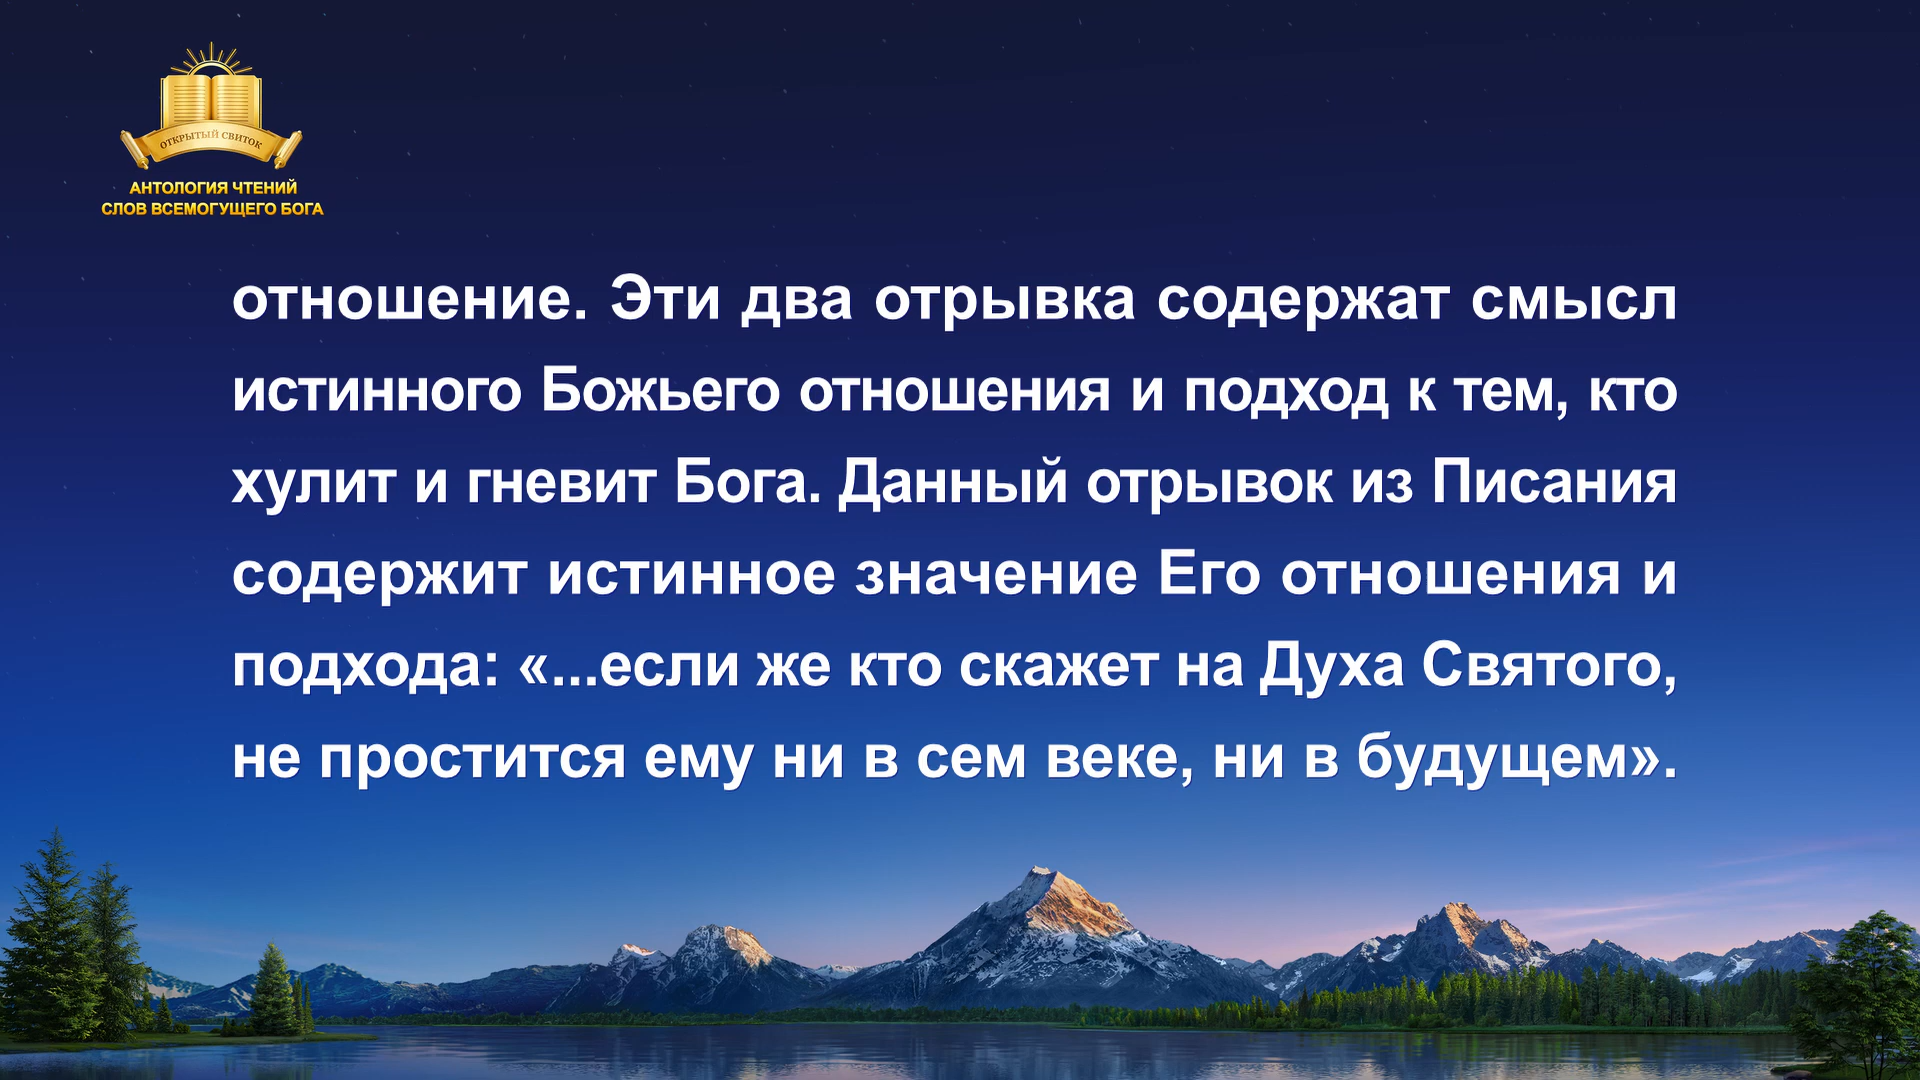 ОТКРЫТЫЙ СВИТОК
АНТОЛОГИЯ ЧТЕНИЙ
СЛОВ ВСЕМОГУЩЕГО БОГА
отношение. Эти два отрывка содержат смысл
истинного Божьего отношения и подход к тем, кто
хулит и гневит Бога. Данный отрывок из Писания
содержит истинное значение Его отношения и
подхода: «...если же кто скажет на Духа Святого,
не простится ему ни в сем веке, ни в будущем».